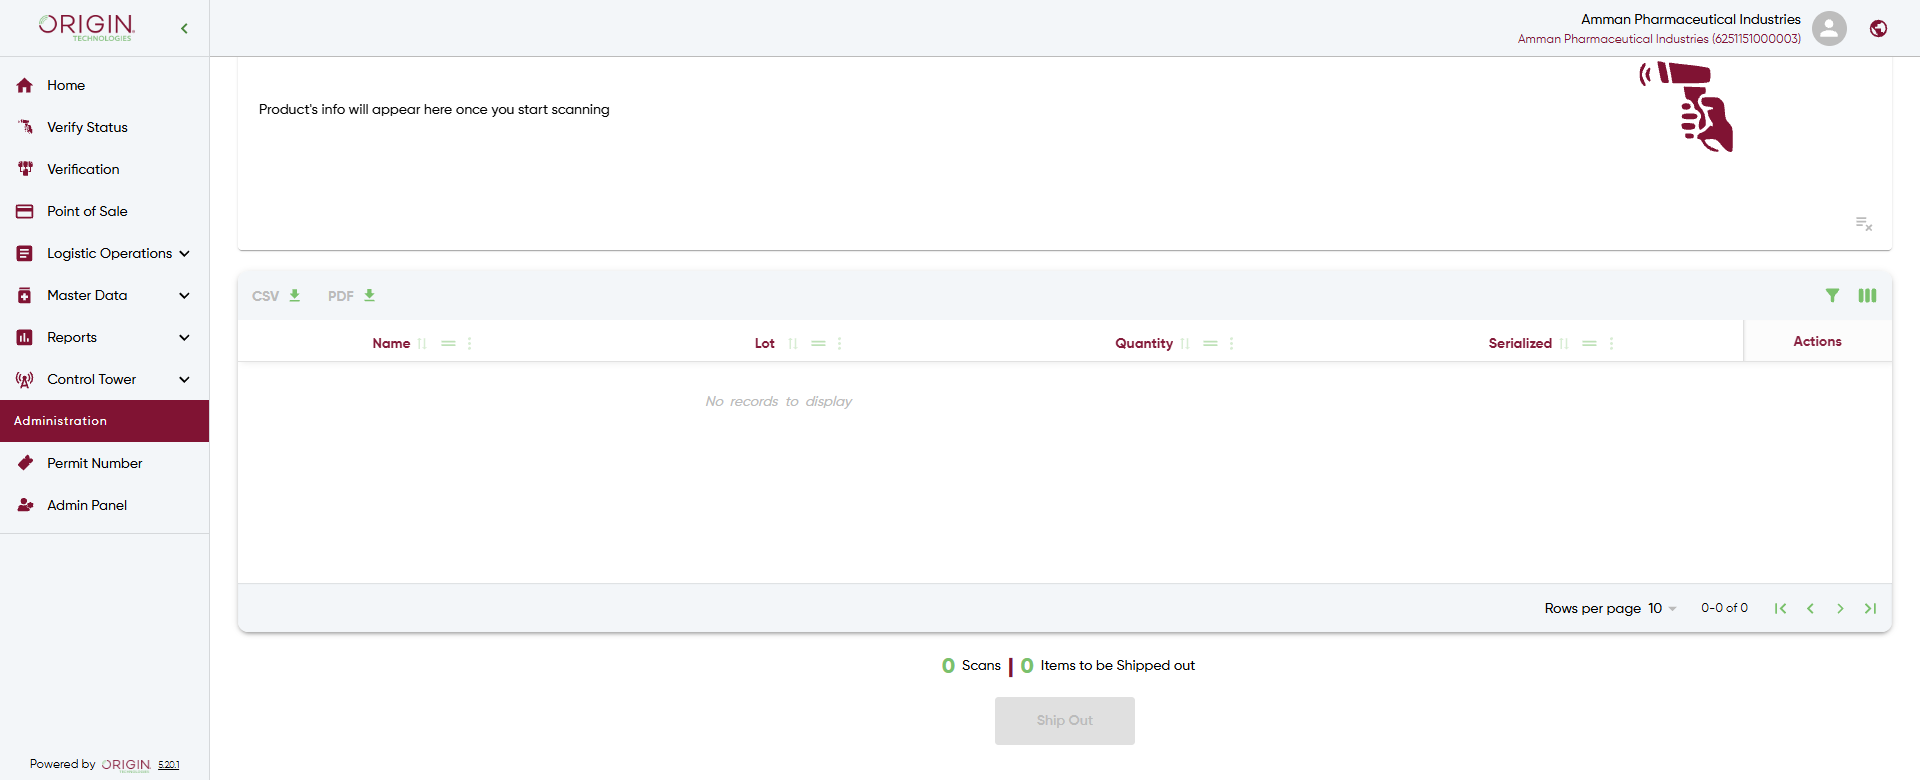 ORIGIN
TECHNOLOGIES
Amman Pharmaceutical Industries
Amman Pharmaceutical Industries (6251151000003)
Home
Verify Status
Verification
Point of Sale
Logistic Operations
Master Data
Reports
Control Tower
Administration
Permit Number
Admin Panel
Powered by ORIGIN TECHNOLOGIES 5.20.1
Product's info will appear here once you start scanning
CSV PDF
Name Lot Quantity Serialized Actions
No records to display
Rows per page 10 0-0 of 0
0 Scans | 0 Items to be Shipped out
Ship Out